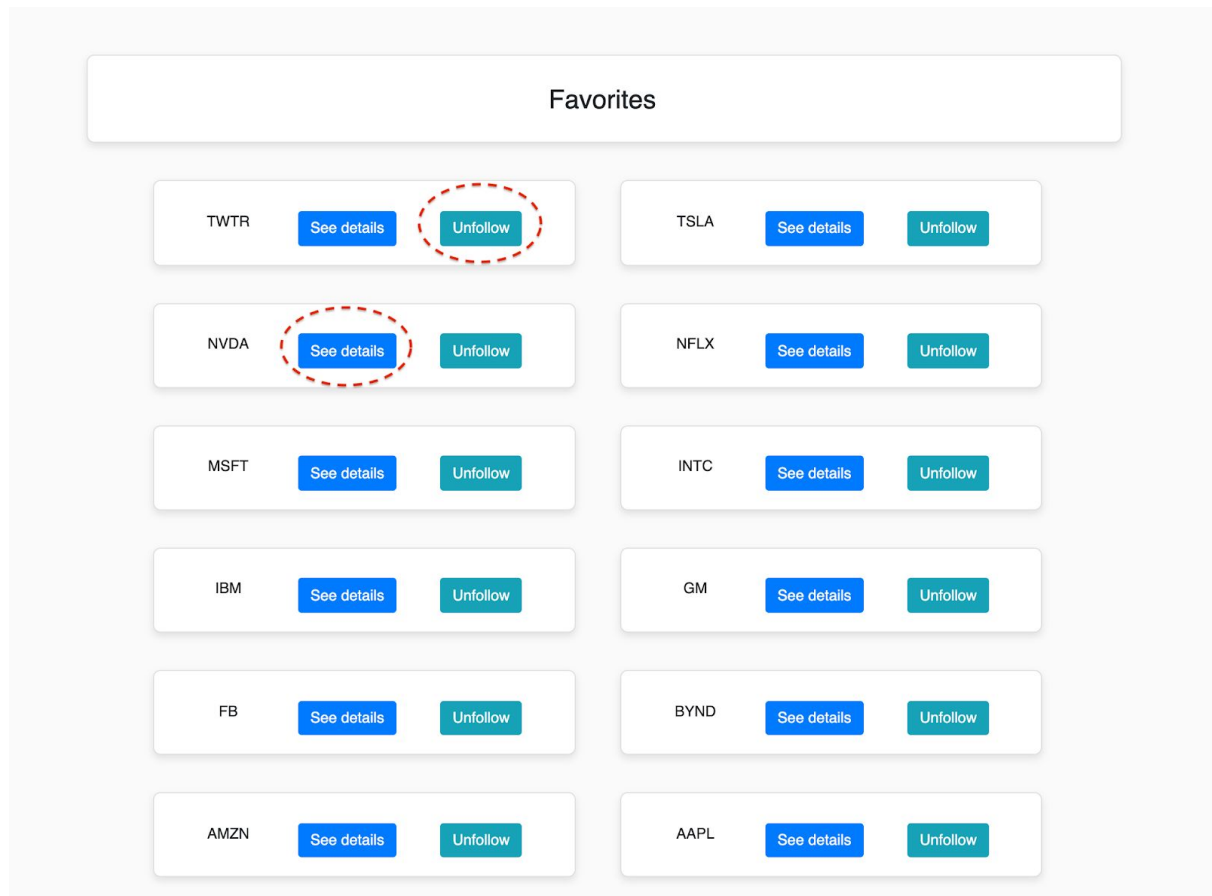 Favorites
TWTR See details Unfollow TSLA See details Unfollow
NVDA See details Unfollow NFLX See details Unfollow
MSFT See details Unfollow INTC See details Unfollow
IBM See details Unfollow GM See details Unfollow
FB See details Unfollow BYND See details Unfollow
AMZN See details Unfollow AAPL See details Unfollow